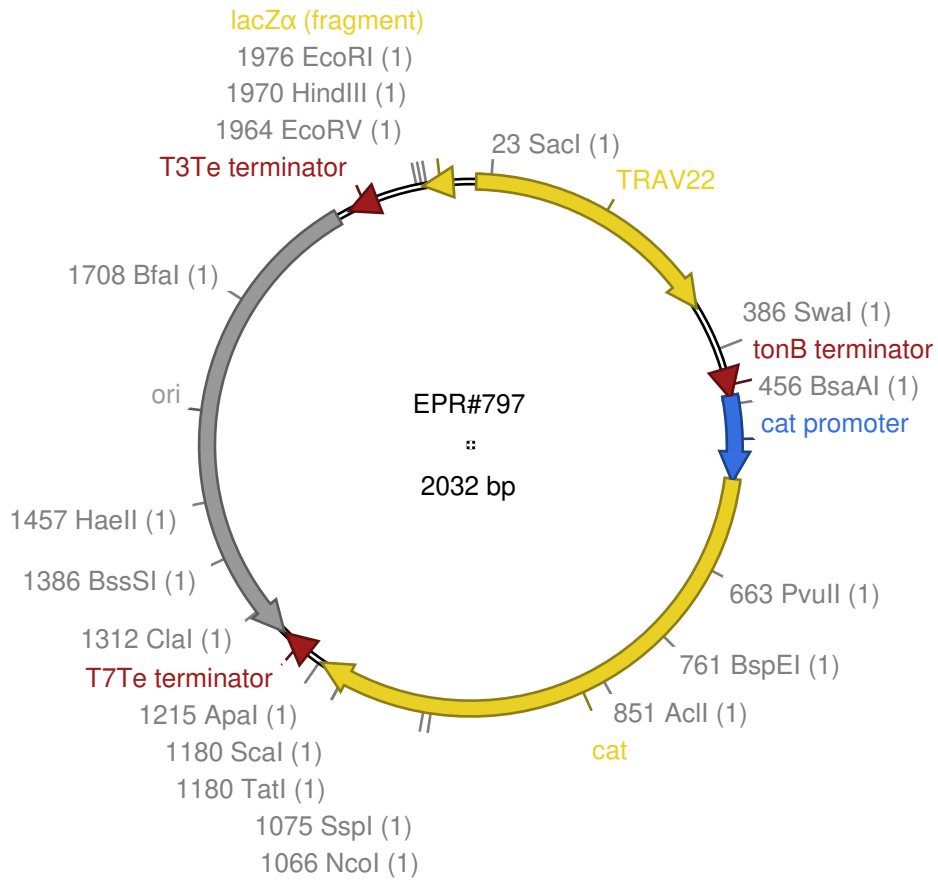 lacZα (fragment)
1976 EcoRI (1)
1970 HindIII (1)
1964 EcoRV (1)
T3Te terminator
23 SacI (1)
TRAV22
1708 BfaI (1)
386 SwaI (1)
tonB terminator
456 BsaAI (1)
cat promoter
ori
EPR#797
2032 bp
1457 HaeII (1)
1386 BssSI (1)
1312 ClaI (1)
T7Te terminator
1215 ApaI (1)
1180 ScaI (1)
1180 TatI (1)
1075 SspI (1)
1066 NcoI (1)
663 PvuII (1)
761 BspEI (1)
851 AclI (1)
cat